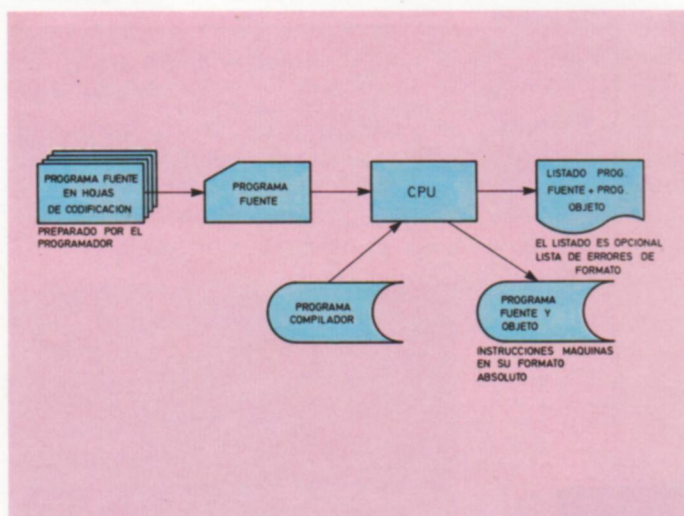 PROGRAMA FUENTE
EN HOJAS
DE CODIFICACION
PREPARADO POR EL
PROGRAMADOR
PROGRAMA
FUENTE
CPU
LISTADO PROG.
FUENTE + PROG.
OBJETO
EL LISTADO ES OPCIONAL
LISTA DE ERRORES DE
FORMATO
PROGRAMA
COMPILADOR
PROGRAMA
FUENTE Y
OBJETO
INSTRUCCIONES MAQUINAS
EN SU FORMATO
ABSOLUTO